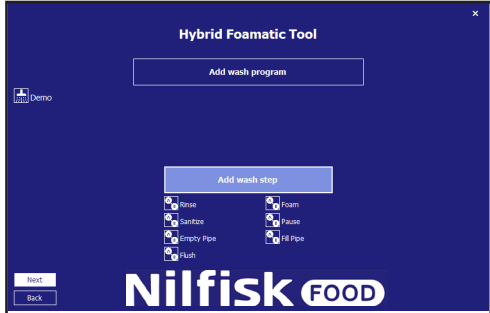 ×
Hybrid Foamatic Tool
Add wash program
Demo
Add wash step
Rinse
Foam
Sanitize
Pause
Empty Pipe
Fill Pipe
Flush
Next
Back
Nilfisk FOOD